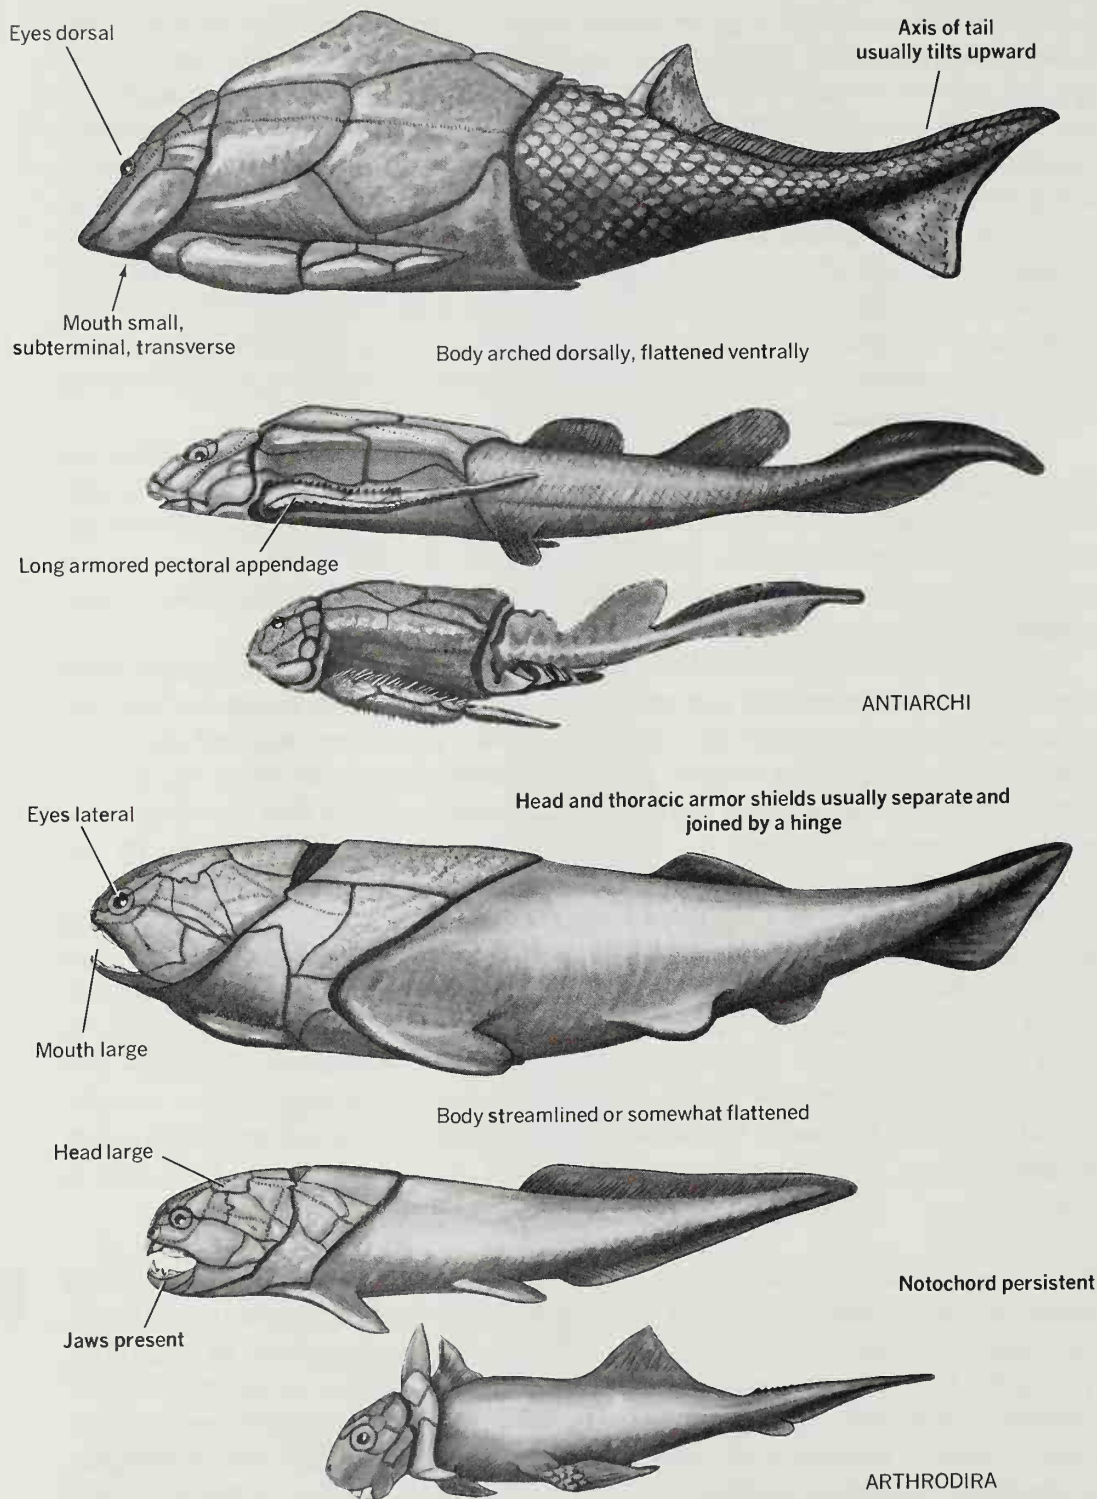 Eyes dorsal
Axis of tail
usually tilts upward
Mouth small,
subterminal, transverse
Body arched dorsally, flattened ventrally
Long armored pectoral appendage
ANTIARCHI
Eyes lateral
Head and thoracic armor shields usually separate and
joined by a hinge
Mouth large
Body streamlined or somewhat flattened
Head large
Notochord persistent
Jaws present
ARTHRODIRA